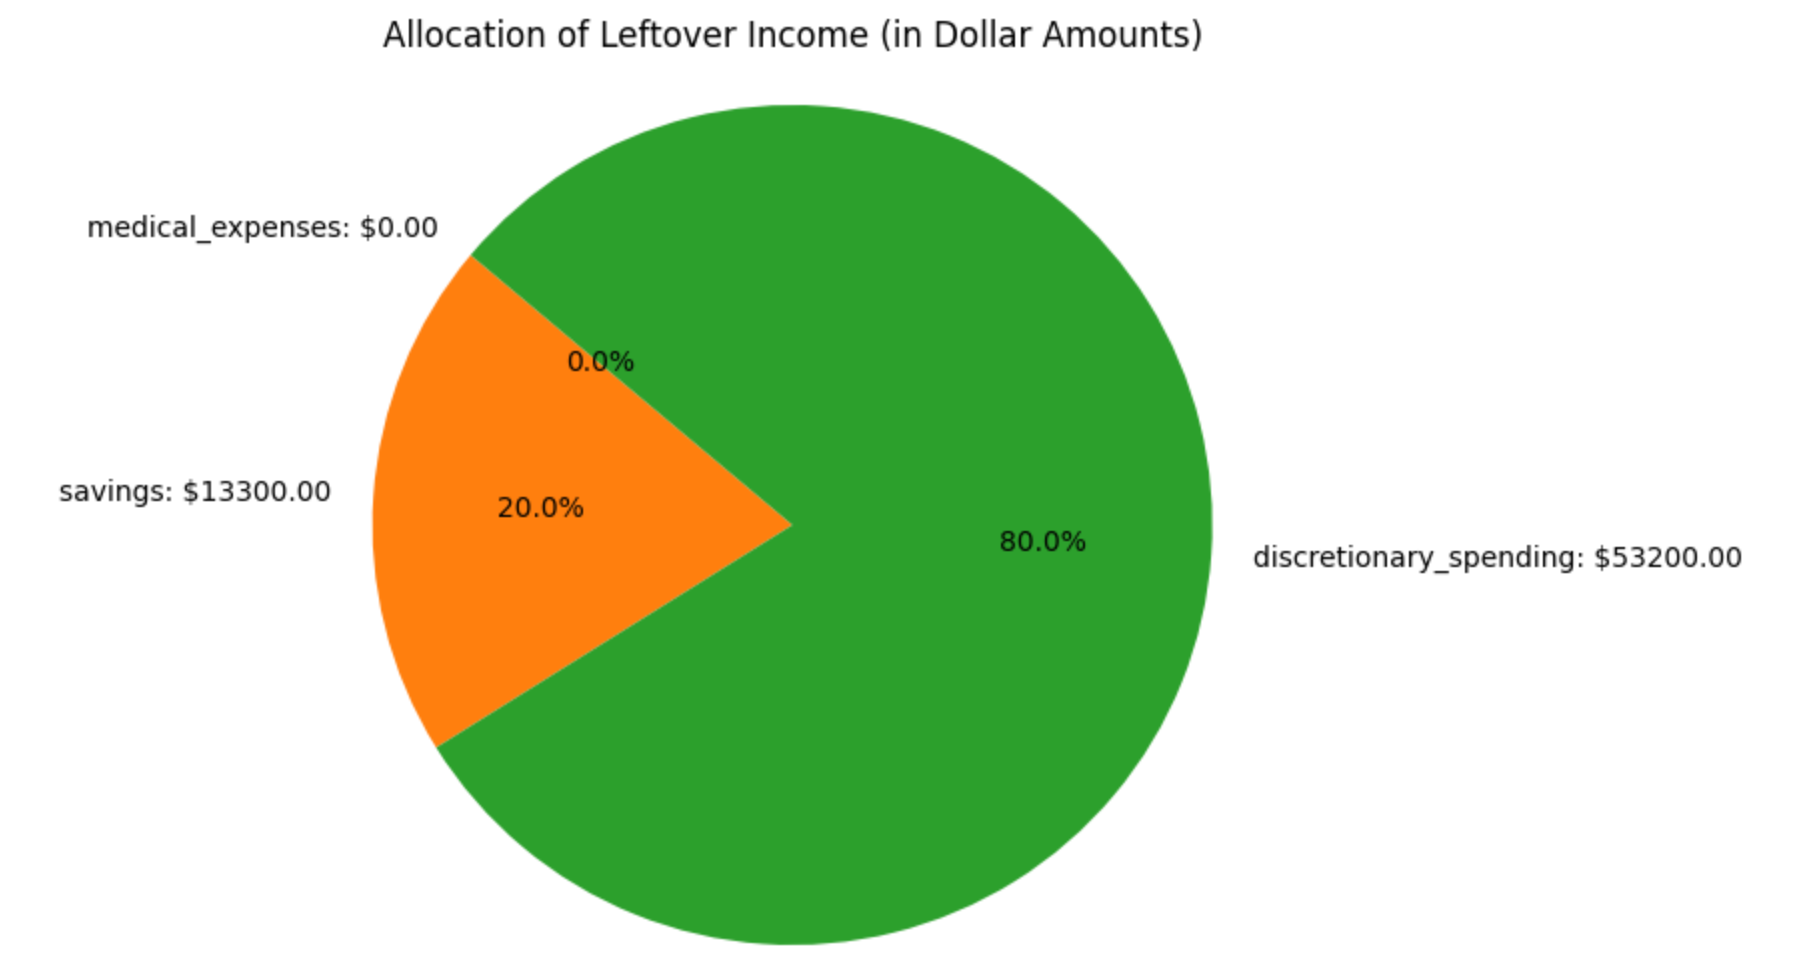 Allocation of Leftover Income (in Dollar Amounts)
medical_expenses: $0.00
0.0%
savings: $13300.00
20.0%
80.0%
discretionary_spending: $53200.00